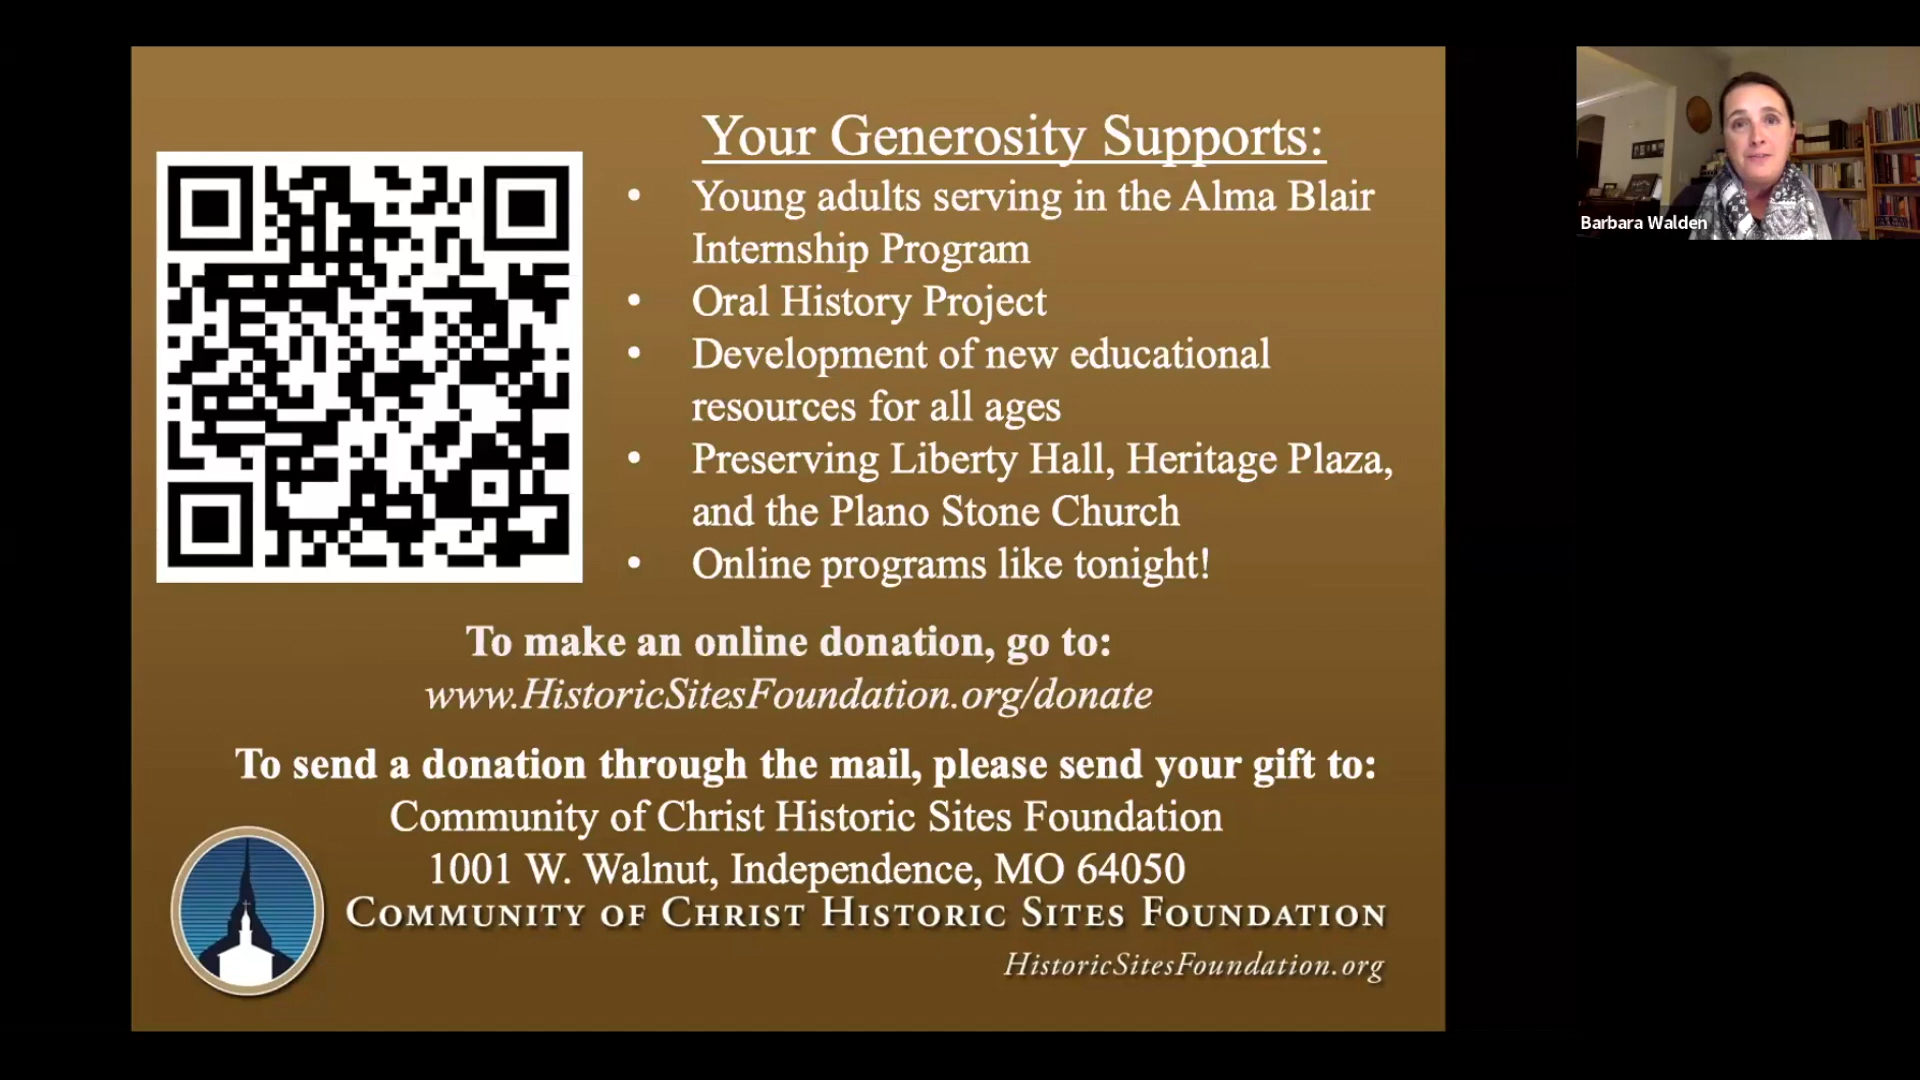 Your Generosity Supports:
• Young adults serving in the Alma Blair
Internship Program
• Oral History Project
• Development of new educational
resources for all ages
• Preserving Liberty Hall, Heritage Plaza,
and the Plano Stone Church
• Online programs like tonight!
To make an online donation, go to:
www.HistoricSitesFoundation.org/donate
To send a donation through the mail, please send your gift to:
Community of Christ Historic Sites Foundation
1001 W. Walnut, Independence, MO 64050
Community of Christ Historic Sites Foundation
HistoricSitesFoundation.org
Barbara Walden